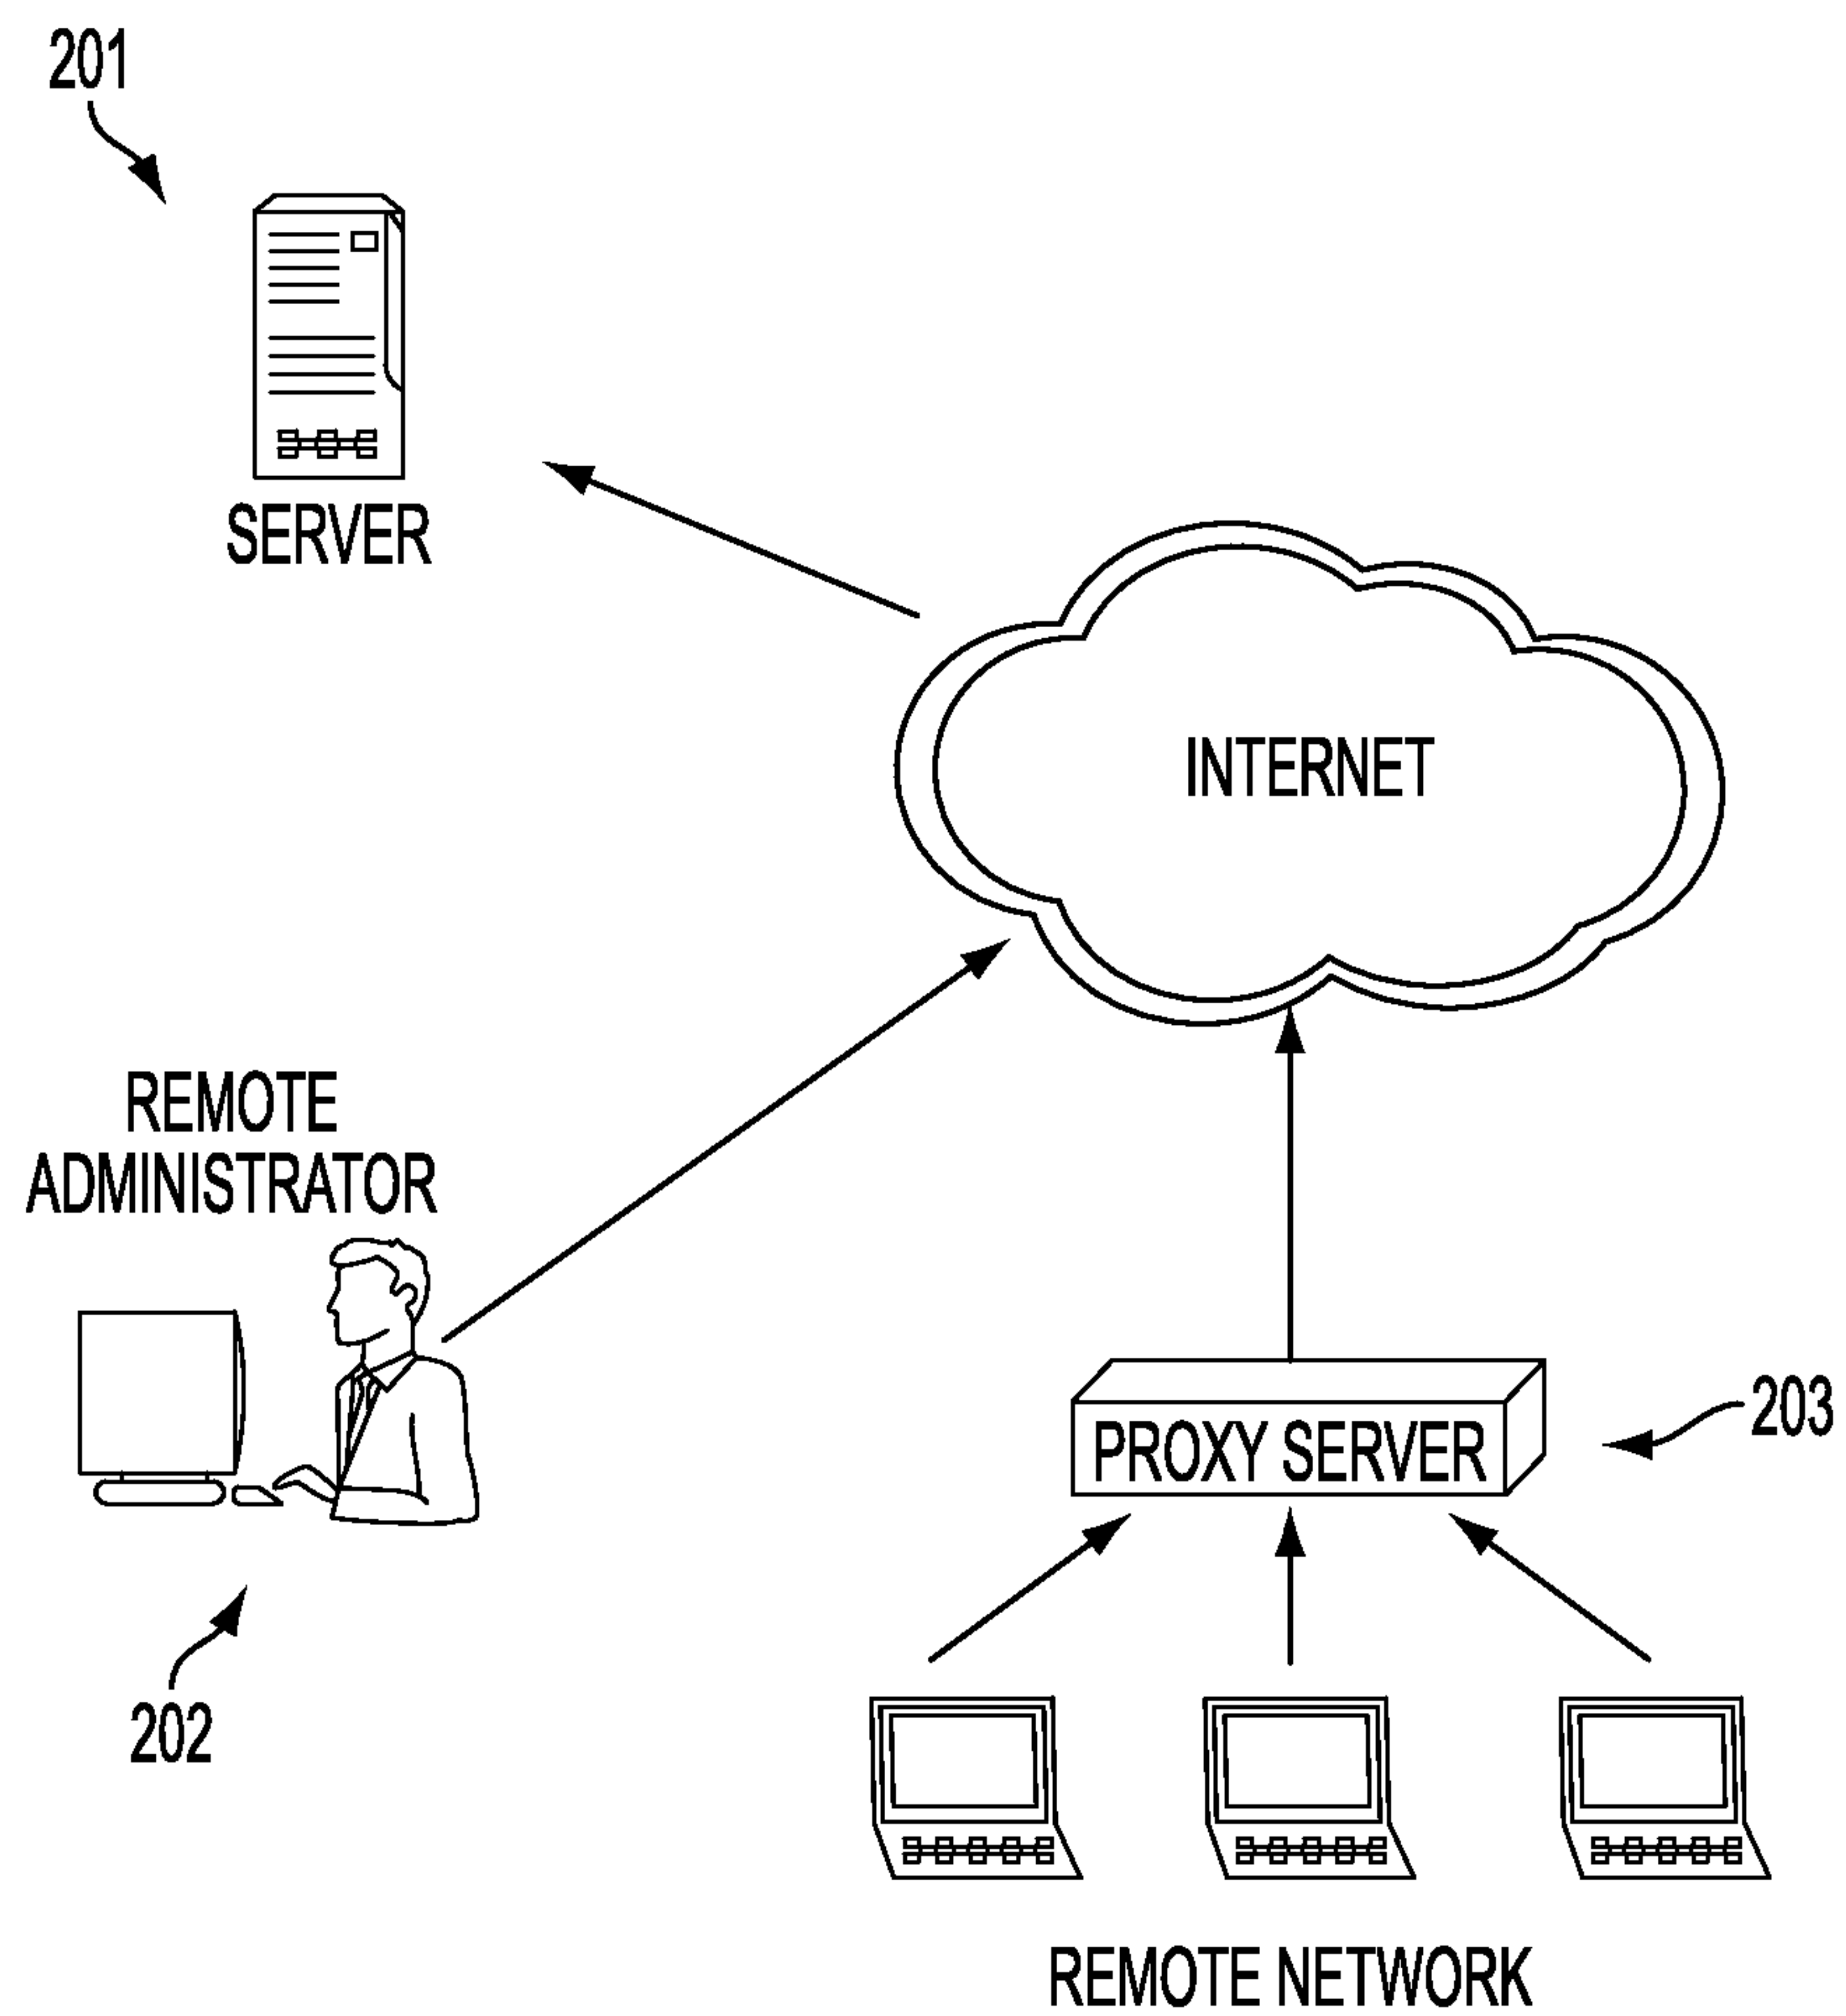 201
SERVER
INTERNET
REMOTE
ADMINISTRATOR
PROXY SERVER
203
202
REMOTE NETWORK